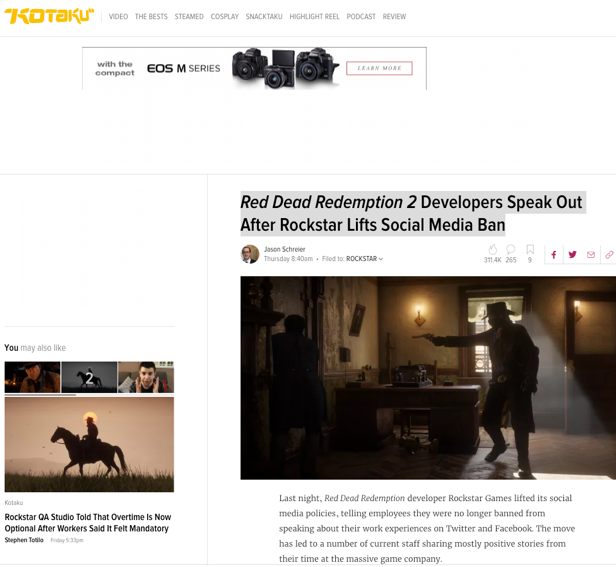 KOTAKU
VIDEO THE BESTS STEAMED COSPLAY SNACKTAKU HIGHLIGHT REEL PODCAST REVIEW
with the
compact
EOS M SERIES
LEARN MORE
Red Dead Redemption 2 Developers Speak Out
After Rockstar Lifts Social Media Ban
Jason Schreier
Thursday 8:40am • Filed to: ROCKSTAR
311.4K 265 9
You may also like
2
Kotaku
Rockstar QA Studio Told That Overtime Is Now
Optional After Workers Said It Felt Mandatory
Stephen Totilo Friday 5:33pm
Last night, Red Dead Redemption developer Rockstar Games lifted its social
media policies, telling employees they were no longer banned from
speaking about their work experiences on Twitter and Facebook. The move
has led to a number of current staff sharing mostly positive stories from
their time at the massive game company.